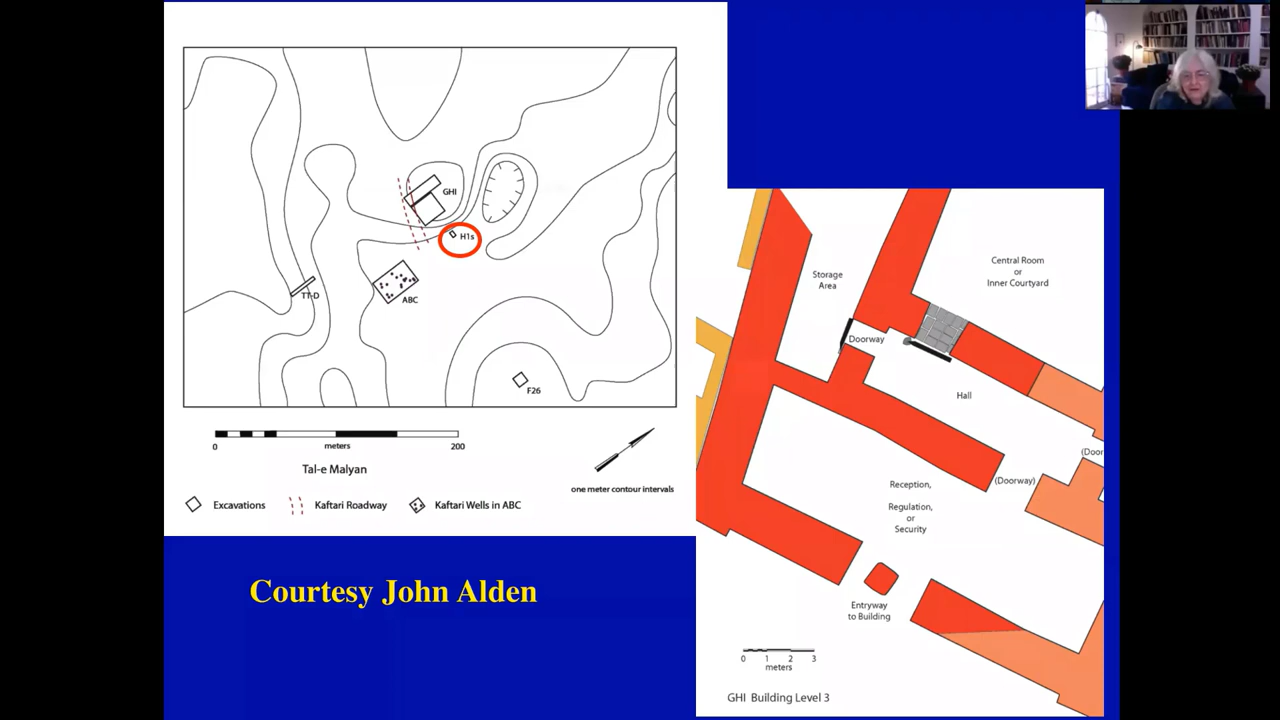 GHI
H1s
TT-D
ABC
F26
0
meters
200
Tal-e Malyan
one meter contour intervals
Excavations
Kaftari Roadway
Kaftari Wells in ABC
Courtesy John Alden
Storage
Area
Central Room
or
Inner Courtyard
Doorway
Hall
(Door
Reception,
(Doorway)
Regulation,
or
Security
Entryway
to Building
0 1 2 3
meters
GHI Building Level 3